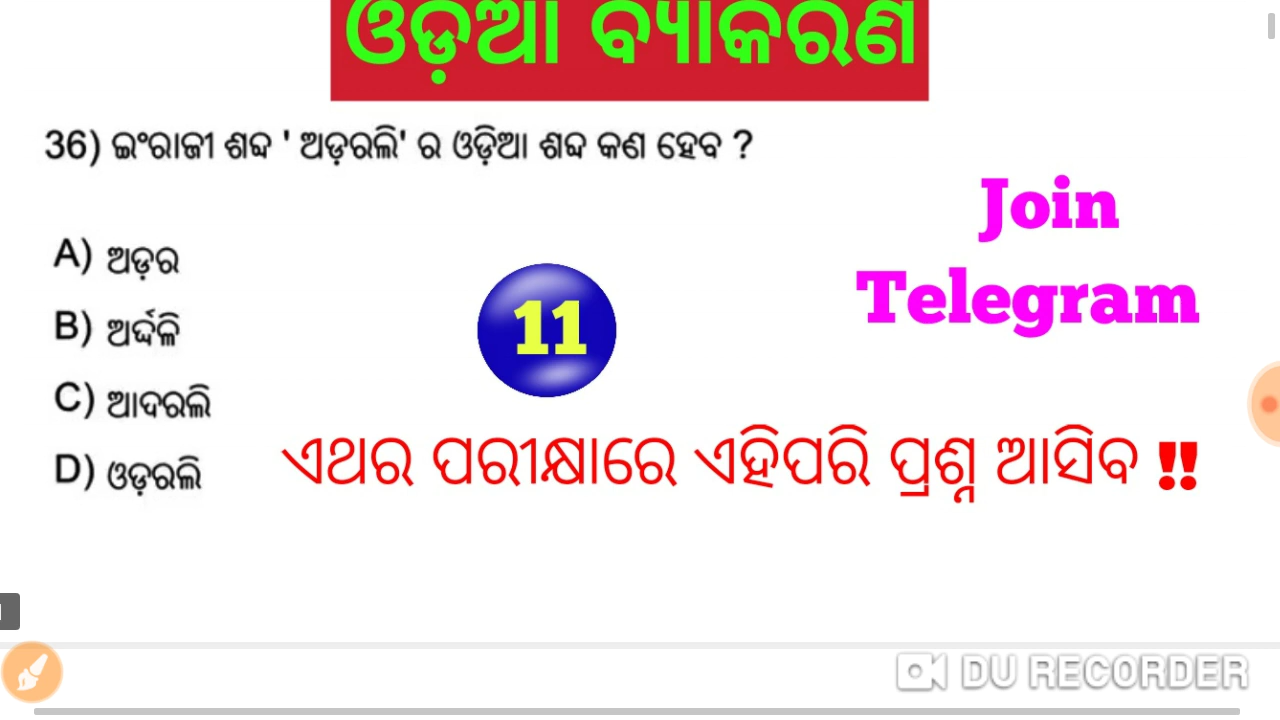 ଓଡ଼ିଆ ବ୍ୟାକରଣ
36) ଇଂରାଜୀ ଶବ୍ଦ ' ଅଡ଼ରଲି' ର ଓଡ଼ିଆ ଶବ୍ଦ କଣ ହେବ ?
Join
Telegram
A) ଅଡ଼ର
B) ଅର୍ଦ୍ଦଳି
C) ଆଦରଲି
D) ଓଡ଼ରଲି
11
ଏଥର ପରୀକ୍ଷାରେ ଏହିପରି ପ୍ରଶ୍ନ ଆସିବ !!
DU RECORDER